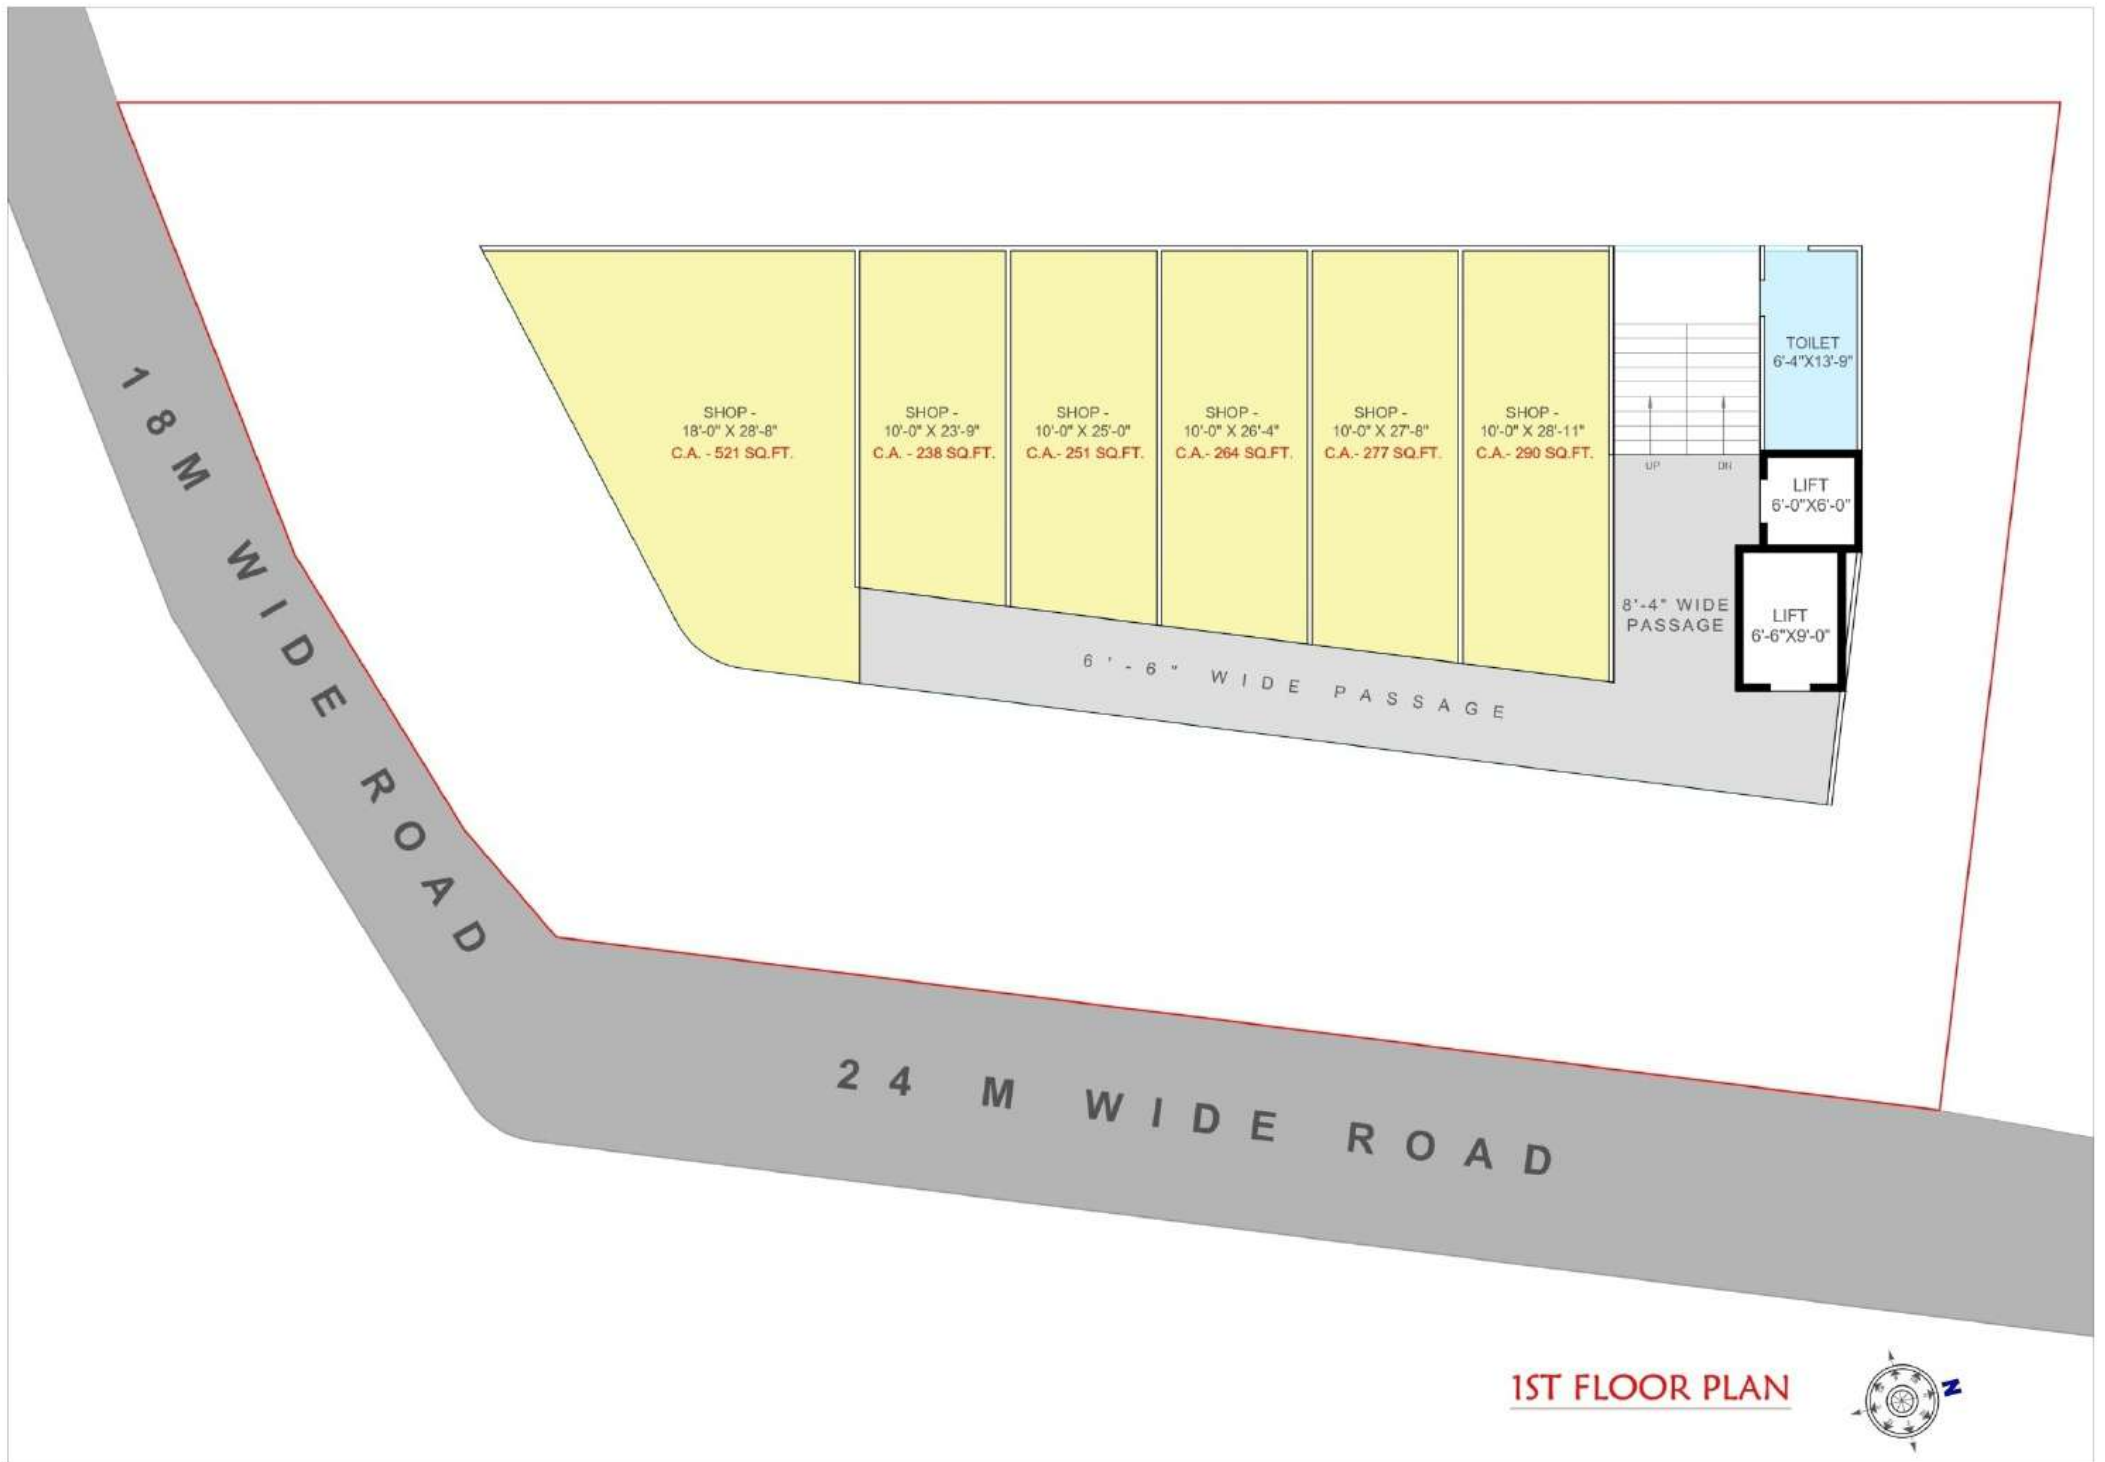 18M WIDE ROAD
SHOP -
18'-0" X 28'-8"
C.A. - 521 SQ.FT.
SHOP -
10'-0" X 23'-9"
C.A. - 238 SQ.FT.
SHOP -
10'-0" X 25'-0"
C.A.- 251 SQ.FT.
SHOP -
10'-0" X 26'-4"
C.A.- 264 SQ.FT.
SHOP -
10'-0" X 27'-8"
C.A.- 277 SQ.FT.
SHOP -
10'-0" X 28'-11"
C.A.- 290 SQ.FT.
UP
DN
TOILET
6'-4"X13'-9"
LIFT
6'-0"X6'-0"
LIFT
6'-6"X9'-0"
8'-4" WIDE
PASSAGE
6'-6" WIDE PASSAGE
24 M WIDE ROAD
1ST FLOOR PLAN
N